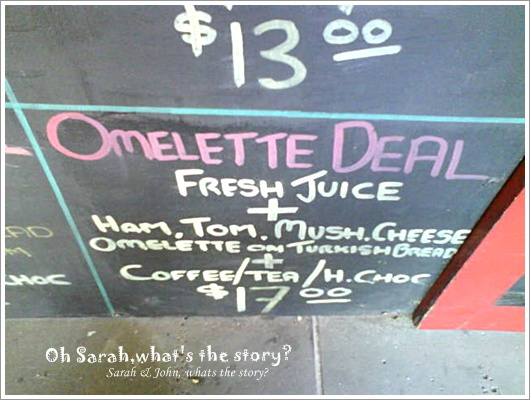 $13.00
OMELETTE DEAL
FRESH JUICE
+
HAM, TOM, MUSH, CHEESE
OMELETTE ON TURKISH BREAD
+
COFFEE/TEA/H.CHOC
$17.00
CHOC
Oh Sarah,what's the story?
Sarah & John, whats the story?